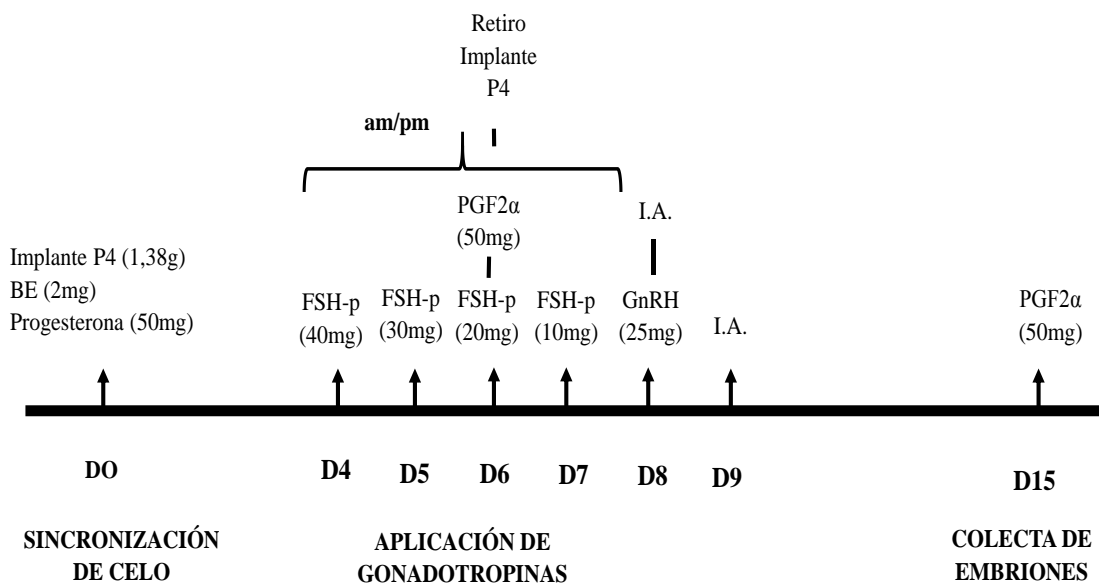 Retiro
Implante
P4
am/pm
PGF2α
(50mg)
I.A.
Implante P4 (1,38g)
BE (2mg)
Progesterona (50mg)
FSH-p
(40mg)
FSH-p
(30mg)
FSH-p
(20mg)
FSH-p
(10mg)
GnRH
(25mg)
I.A.
PGF2α
(50mg)
DO
D4
D5
D6
D7
D8
D9
D15
SINCRONIZACIÓN
DE CELO
APLICACIÓN DE
GONADOTROPINAS
COLECTA DE
EMBRIONES